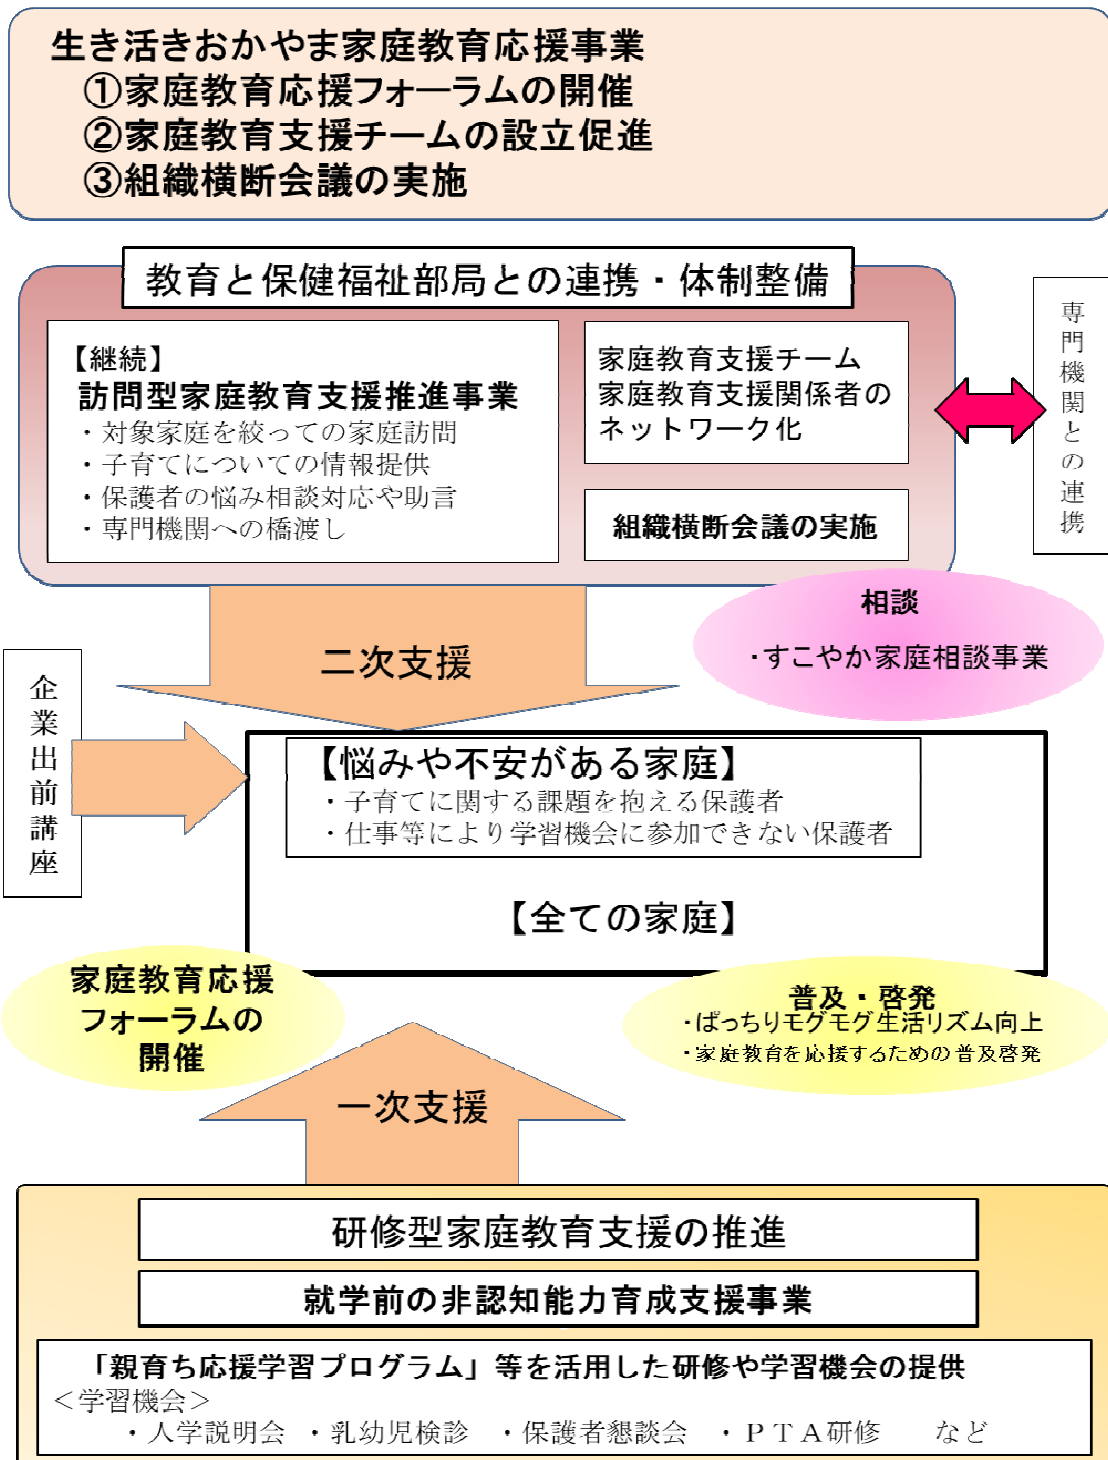 生き活きおかやま家庭教育応援事業
①家庭教育応援フォーラムの開催
②家庭教育支援チームの設立促進
③組織横断会議の実施
教育と保健福祉部局との連携・体制整備
【継続】
訪問型家庭教育支援推進事業
・対象家庭を絞っての家庭訪問
・子育てについての情報提供
・保護者の悩み相談対応や助言
・専門機関への橋渡し
家庭教育支援チーム
家庭教育支援関係者の
ネットワーク化
組織横断会議の実施
専門機関との連携
二次支援
相談
・すこやか家庭相談事業
企業出前講座
【悩みや不安がある家庭】
・子育てに関する課題を抱える保護者
・仕事等により学習機会に参加できない保護者
【全ての家庭】
家庭教育応援
フォーラムの
開催
普及・啓発
・ぱっちりモグモグ生活リズム向上
・家庭教育を応援するための普及啓発
一次支援
研修型家庭教育支援の推進
就学前の非認知能力育成支援事業
「親育ち応援学習プログラム」等を活用した研修や学習機会の提供
＜学習機会＞
・入学説明会 ・乳幼児検診 ・保護者懇談会 ・ＰＴＡ研修 など